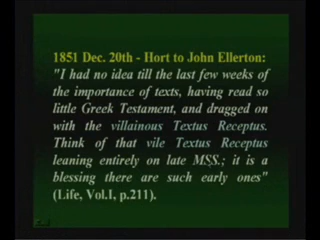 1851 Dec. 20th - Hort to John Ellerton:
"I had no idea till the last few weeks of
the importance of texts, having read so
little Greek Testament, and dragged on
with the villainous Textus Receptus.
Think of that vile Textus Receptus
leaning entirely on late MSS.; it is a
blessing there are such early ones"
(Life, Vol.I, p.211).